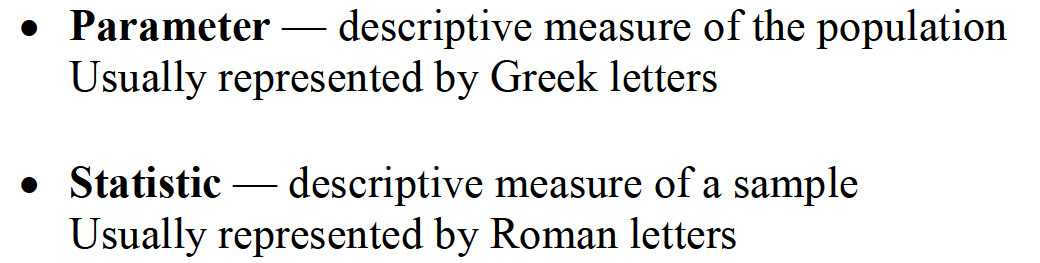 • Parameter — descriptive measure of the population
Usually represented by Greek letters
• Statistic — descriptive measure of a sample
Usually represented by Roman letters